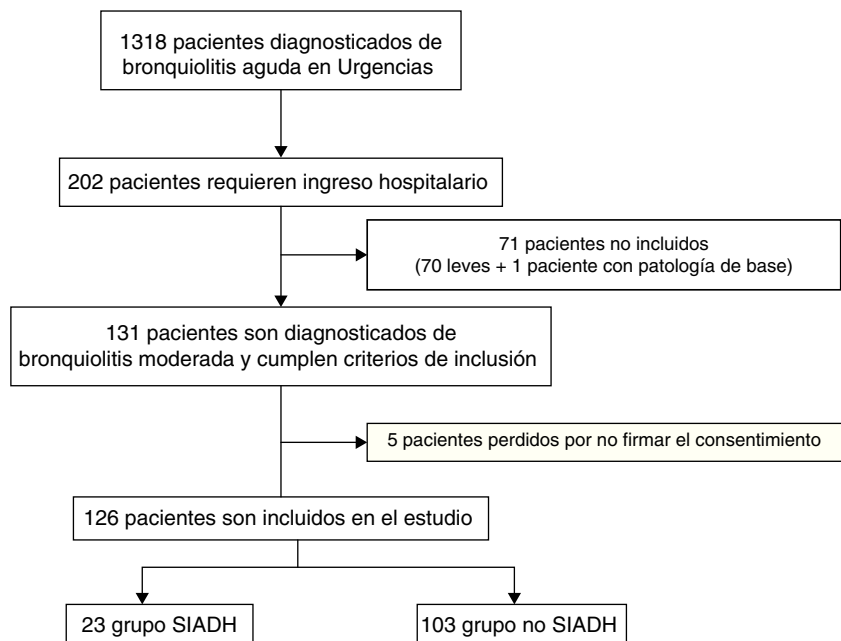 1318 pacientes diagnosticados de
bronquiolitis aguda en Urgencias
202 pacientes requieren ingreso hospitalario
71 pacientes no incluidos
(70 leves + 1 paciente con patología de base)
131 pacientes son diagnosticados de
bronquiolitis moderada y cumplen criterios de inclusión
5 pacientes perdidos por no firmar el consentimiento
126 pacientes son incluidos en el estudio
23 grupo SIADH
103 grupo no SIADH